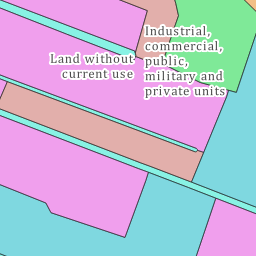 Land without
current use
Industrial,
commercial,
public,
military and
private units